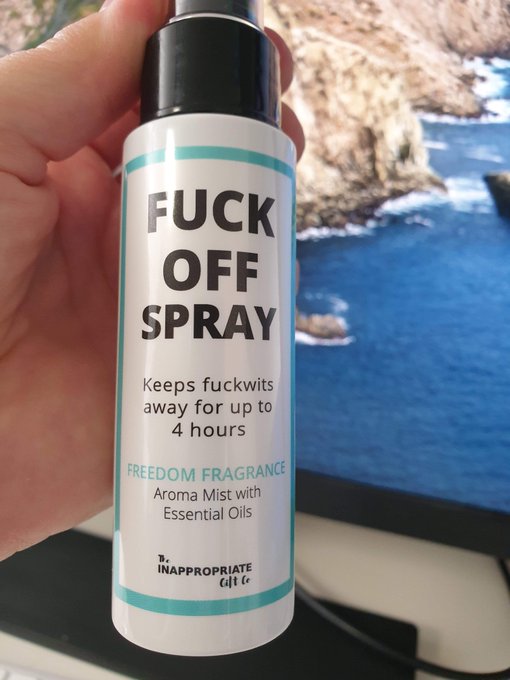 FUCK
OFF
SPRAY
Keeps fuckwits
away for up to
4 hours
FREEDOM FRAGRANCE
Aroma Mist with
Essential Oils
The
INAPPROPRIATE
Gift Co